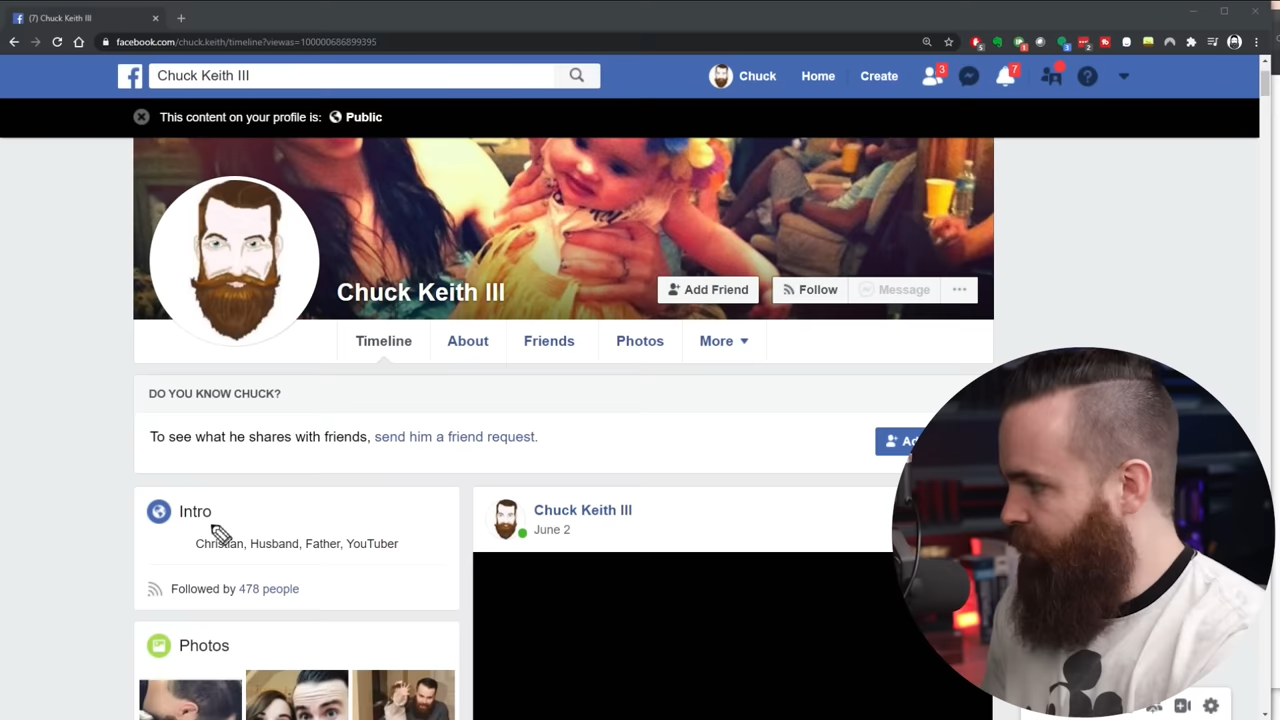 (7) Chuck Keith III
facebook.com/chuck.keith/timeline?viewas=100000686899395
Chuck Keith III
Chuck
Home
Create
3
7
This content on your profile is: Public
Chuck Keith III
Add Friend
Follow
Message
Timeline
About
Friends
Photos
More
DO YOU KNOW CHUCK?
To see what he shares with friends, send him a friend request.
Intro
Christian, Husband, Father, YouTuber
Followed by 478 people
Photos
Chuck Keith III
June 2